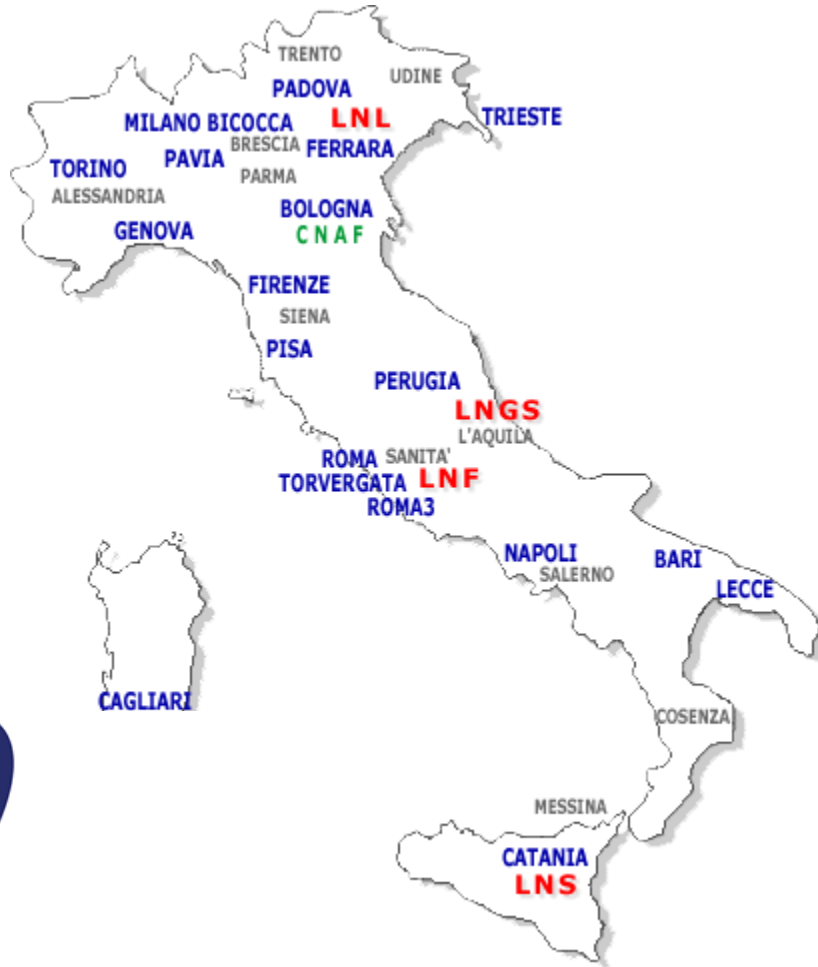 TRENTO
UDINE
PADOVA
LNL
TRIESTE
MILANO BICOCCA
BRESCIA
FERRARA
PAVIA
TORINO
PARMA
ALESSANDRIA
BOLOGNA
GENOVA
CNAF
FIRENZE
SIENA
PISA
PERUGIA
LNGS
L'AQUILA
ROMA
SANITA'
TORVERGATA
LNF
ROMA3
NAPOLI
BARI
SALERNO
LECCE
CAGLIARI
COSENZA
MESSINA
CATANIA
LNS